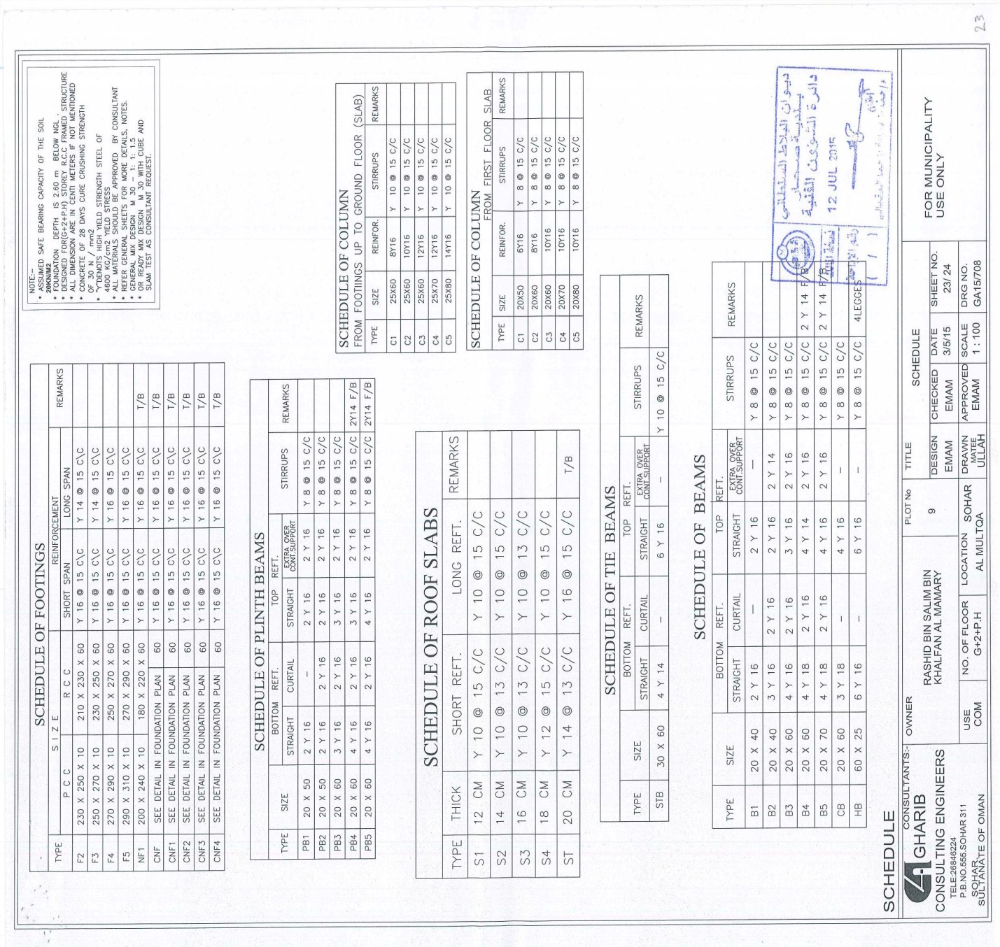 23
NOTE:-
* ASSUMED SAFE BEARING CAPACITY OF THE SOIL
20KN/M2
* FOUNDATION DEPTH IS 2.60 m BELOW NGL .
* DESIGNED FOR(G+2+P.H) STOREY R.C.C FRAMED STRUCTURE
* ALL DIMENSION ARE IN CENTI METERS IF NOT MENTIONED
CONCRETE OF 28 DAYS CURE CRUSHING STRENGTH
OF 30 N / mm2
* "Y"DENOTS HIGH YIELD STRENGTH STEEL OF
4600 KG/cm2 YIELD STRESS
* ALL MATERIALS SHOULD BE APPROVED BY CONSULTANT
* REFER GENERAL SHEETS FOR MORE DETAILS, NOTES.
* GENERAL MIX DESIGN M 30 - 1: 1: 1.5
* OR READY MIX DESIGN M 30 WITH CUBE AND
SLAM TEST AS CONSULTANT REQUEST.
SCHEDULE OF FOOTINGS
TYPE S I Z E REINFORCEMENT REMARKS
P C C R C C SHORT SPAN LONG SPAN
F2 230 X 250 X 10 210 X 230 X 60 Y 16 @ 15 C\C Y 14 @ 15 C\C
F3 250 X 270 X 10 230 X 250 X 60 Y 16 @ 15 C\C Y 14 @ 15 C\C
F4 270 X 290 X 10 250 X 270 X 60 Y 16 @ 15 C\C Y 16 @ 15 C\C
F5 290 X 310 X 10 270 X 290 X 60 Y 16 @ 15 C\C Y 16 @ 15 C\C
NF1 200 X 240 X 10 180 X 220 X 60 Y 16 @ 15 C\C Y 16 @ 15 C\C T/B
CNF SEE DETAIL IN FOUNDATION PLAN 60 Y 16 @ 15 C\C Y 16 @ 15 C\C T/B
CNF1 SEE DETAIL IN FOUNDATION PLAN 60 Y 16 @ 15 C\C Y 16 @ 15 C\C T/B
CNF2 SEE DETAIL IN FOUNDATION PLAN 60 Y 16 @ 15 C\C Y 16 @ 15 C\C T/B
CNF3 SEE DETAIL IN FOUNDATION PLAN 60 Y 16 @ 15 C\C Y 16 @ 15 C\C T/B
CNF4 SEE DETAIL IN FOUNDATION PLAN 60 Y 16 @ 15 C\C Y 16 @ 15 C\C T/B
SCHEDULE OF PLINTH BEAMS
TYPE SIZE BOTTOM REFT. TOP REFT. STIRRUPS REMARKS
STRAIGHT CURTAIL STRAIGHT EXTRA OVER CONT.SUPPORT
PB1 20 X 50 2 Y 16 – 2 Y 16 2 Y 16 Y 8 @ 15 C/C
PB2 20 X 50 2 Y 16 2 Y 16 2 Y 16 2 Y 16 Y 8 @ 15 C/C
PB3 20 X 60 3 Y 16 2 Y 16 3 Y 16 2 Y 16 Y 8 @ 15 C/C
PB4 20 X 60 4 Y 16 2 Y 16 3 Y 16 2 Y 16 Y 8 @ 15 C/C 2Y14 F/B
PB5 20 X 60 4 Y 16 2 Y 16 4 Y 16 2 Y 16 Y 8 @ 15 C/C 2Y14 F/B
SCHEDULE OF COLUMN
FROM FOOTIINGS UP TO GROUND FLOOR (SLAB)
TYPE SIZE REINFOR. STIRRUPS REMARKS
C1 25X60 8Y16 Y 10 @ 15 C/C
C2 25X60 10Y16 Y 10 @ 15 C/C
C3 25X60 12Y16 Y 10 @ 15 C/C
C4 25X70 12Y16 Y 10 @ 15 C/C
C5 25X80 14Y16 Y 10 @ 15 C/C
SCHEDULE OF COLUMN
FROM FIRST FLOOR SLAB
TYPE SIZE REINFOR. STIRRUPS REMARKS
C1 20X50 6Y16 Y 8 @ 15 C/C
C2 20X60 8Y16 Y 8 @ 15 C/C
C3 20X60 10Y16 Y 8 @ 15 C/C
C4 20X70 10Y16 Y 8 @ 15 C/C
C5 20X80 10Y16 Y 8 @ 15 C/C
SCHEDULE OF ROOF SLABS
TYPE THICK SHORT REFT. LONG REFT. REMARKS
S1 12 CM Y 10 @ 15 C/C Y 10 @ 15 C/C
S2 14 CM Y 10 @ 13 C/C Y 10 @ 15 C/C
S3 16 CM Y 10 @ 13 C/C Y 10 @ 13 C/C
S4 18 CM Y 12 @ 15 C/C Y 10 @ 15 C/C
ST 20 CM Y 14 @ 13 C/C Y 16 @ 15 C/C T/B
SCHEDULE OF TIE BEAMS
TYPE SIZE BOTTOM REFT. TOP REFT. STIRRUPS REMARKS
STRAIGHT CURTAIL STRAIGHT EXTRA OVER CONT.SUPPORT
STB 30 X 60 4 Y 14 – 6 Y 16 – Y 10 @ 15 C/C
SCHEDULE OF BEAMS
TYPE SIZE BOTTOM REFT. TOP REFT. STIRRUPS REMARKS
STRAIGHT CURTAIL STRAIGHT EXTRA OVER CONT.SUPPORT
B1 20 X 40 2 Y 16 – 2 Y 16 – Y 8 @ 15 C/C
B2 20 X 40 3 Y 16 2 Y 16 2 Y 16 2 Y 14 Y 8 @ 15 C/C
B3 20 X 60 4 Y 16 2 Y 16 3 Y 16 2 Y 16 Y 8 @ 15 C/C
B4 20 X 60 4 Y 18 2 Y 16 4 Y 14 2 Y 16 Y 8 @ 15 C/C 2 Y 14 F/B
B5 20 X 70 4 Y 18 2 Y 16 4 Y 16 2 Y 16 Y 8 @ 15 C/C 2 Y 14 F/B
CB 20 X 60 3 Y 18 – 4 Y 16 – Y 8 @ 15 C/C
HB 60 X 25 6 Y 16 – 6 Y 16 – Y 8 @ 15 C/C 4LEGGES
ديوان البلاط السلطاني
بلدية صحار
دائرة الشؤون الفنية
12 JUL 2015
SCHEDULE
CONSULTANTS:-
GHARIB
CONSULTING ENGINEERS
TELE:26846224
P.B.NO.555.SOHAR 311
SOHAR.
SULTANATE OF OMAN
OWNER
RASHID BIN SALIM BIN
KHALFAN AL MAMARY
PLOT No
9
USE
COM
NO. OF FLOOR
G+2+P.H
LOCATION SOHAR
AL MULTQA
TITLE
SCHEDULE
DESIGN
EMAM
CHECKED
EMAM
DATE
3/5/15
SHEET NO.
23/ 24
DRAWN
MATEE
ULLAH
APPROVED
EMAM
SCALE
1 : 100
DRG NO.
GA15/708
FOR MUNICIPALITY
USE ONLY